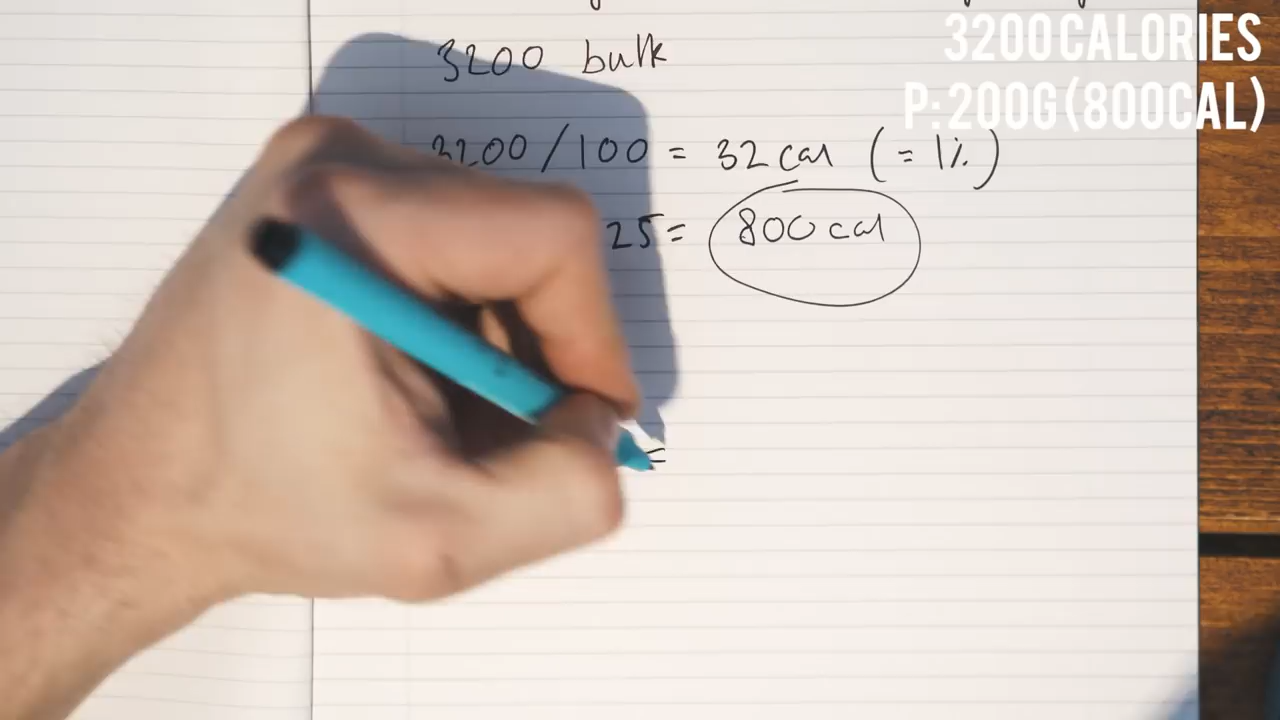 3200 CALORIES
P: 200G (800CAL)
3200 bulk
3200 / 100 = 32 cal ( = 1% )
25 = 800 cal
=